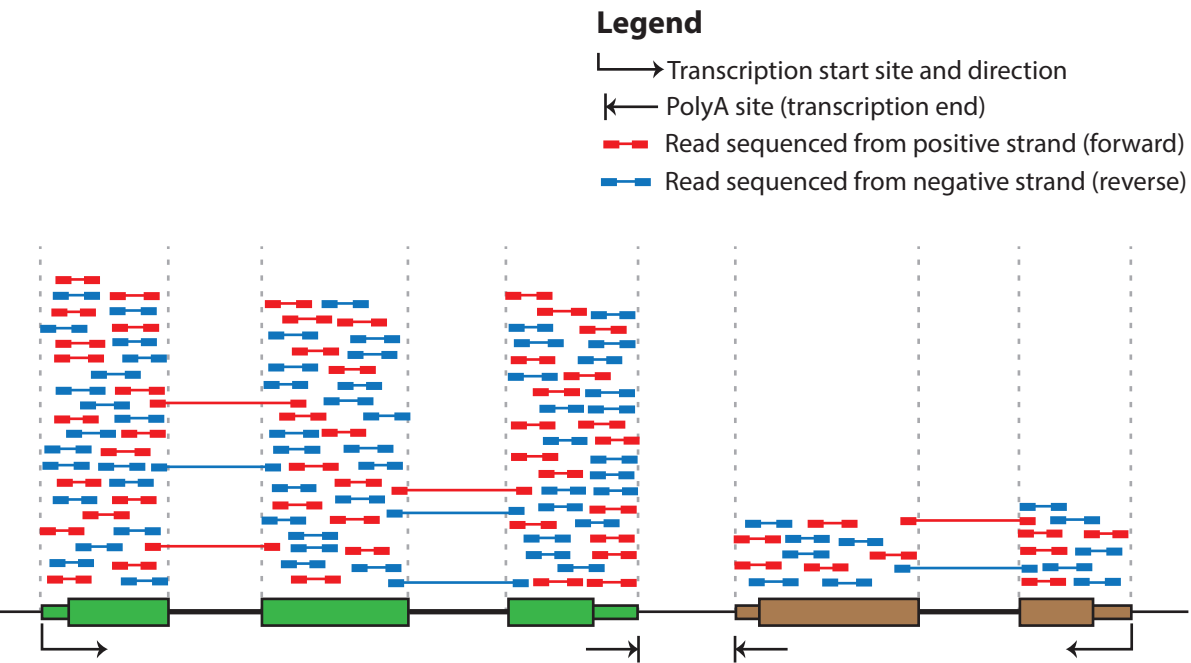 Legend
Transcription start site and direction
PolyA site (transcription end)
Read sequenced from positive strand (forward)
Read sequenced from negative strand (reverse)